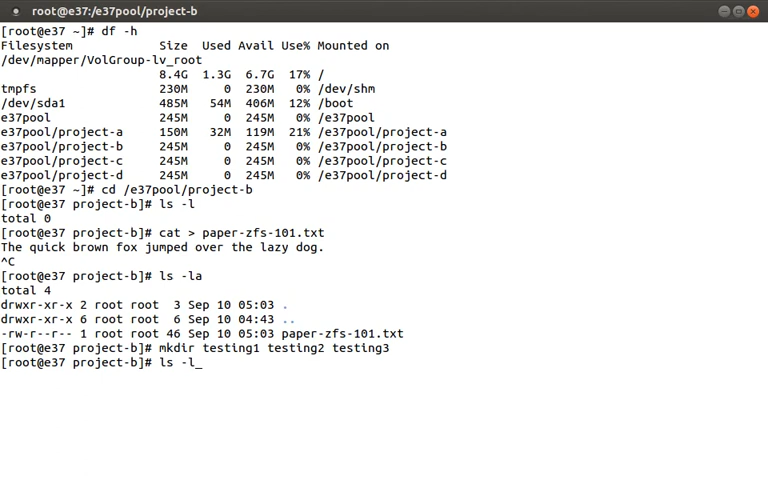 root@e37:/e37pool/project-b
[root@e37 ~]# df -h
Filesystem            Size  Used Avail Use% Mounted on
/dev/mapper/VolGroup-lv_root
                      8.4G  1.3G  6.7G  17% /
tmpfs                 230M     0  230M   0% /dev/shm
/dev/sda1             485M   54M  406M  12% /boot
e37pool               245M     0  245M   0% /e37pool
e37pool/project-a     150M   32M  119M  21% /e37pool/project-a
e37pool/project-b     245M     0  245M   0% /e37pool/project-b
e37pool/project-c     245M     0  245M   0% /e37pool/project-c
e37pool/project-d     245M     0  245M   0% /e37pool/project-d
[root@e37 ~]# cd /e37pool/project-b
[root@e37 project-b]# ls -l
total 0
[root@e37 project-b]# cat > paper-zfs-101.txt
The quick brown fox jumped over the lazy dog.
^C
[root@e37 project-b]# ls -la
total 4
drwxr-xr-x 2 root root  3 Sep 10 05:03 .
drwxr-xr-x 6 root root  6 Sep 10 04:43 ..
-rw-r--r-- 1 root root 46 Sep 10 05:03 paper-zfs-101.txt
[root@e37 project-b]# mkdir testing1 testing2 testing3
[root@e37 project-b]# ls -l_